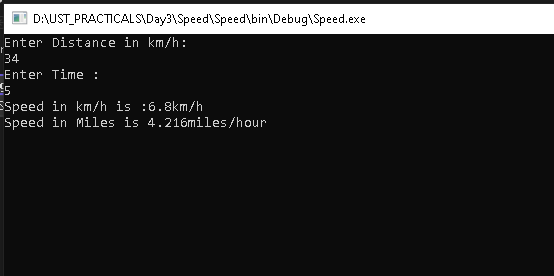 D:\UST_PRACTICALS\Day3\Speed\Speed\bin\Debug\Speed.exe
Enter Distance in km/h:
34
Enter Time :
5
Speed in km/h is :6.8km/h
Speed in Miles is 4.216miles/hour